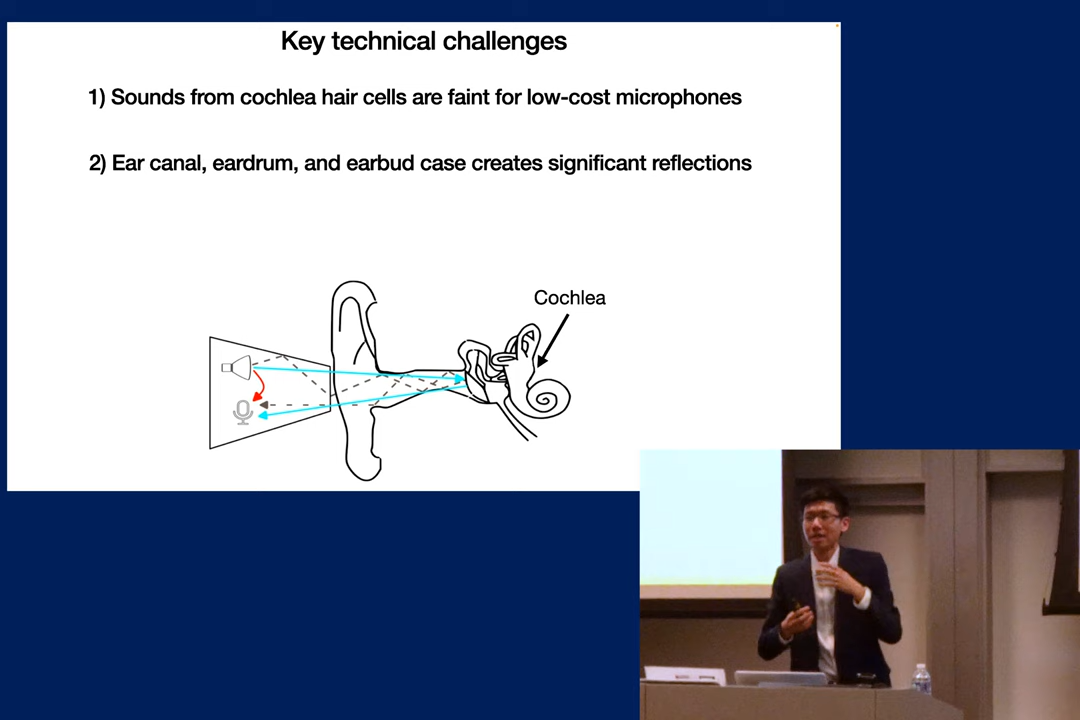 Key technical challenges
1) Sounds from cochlea hair cells are faint for low-cost microphones
2) Ear canal, eardrum, and earbud case creates significant reflections
Cochlea